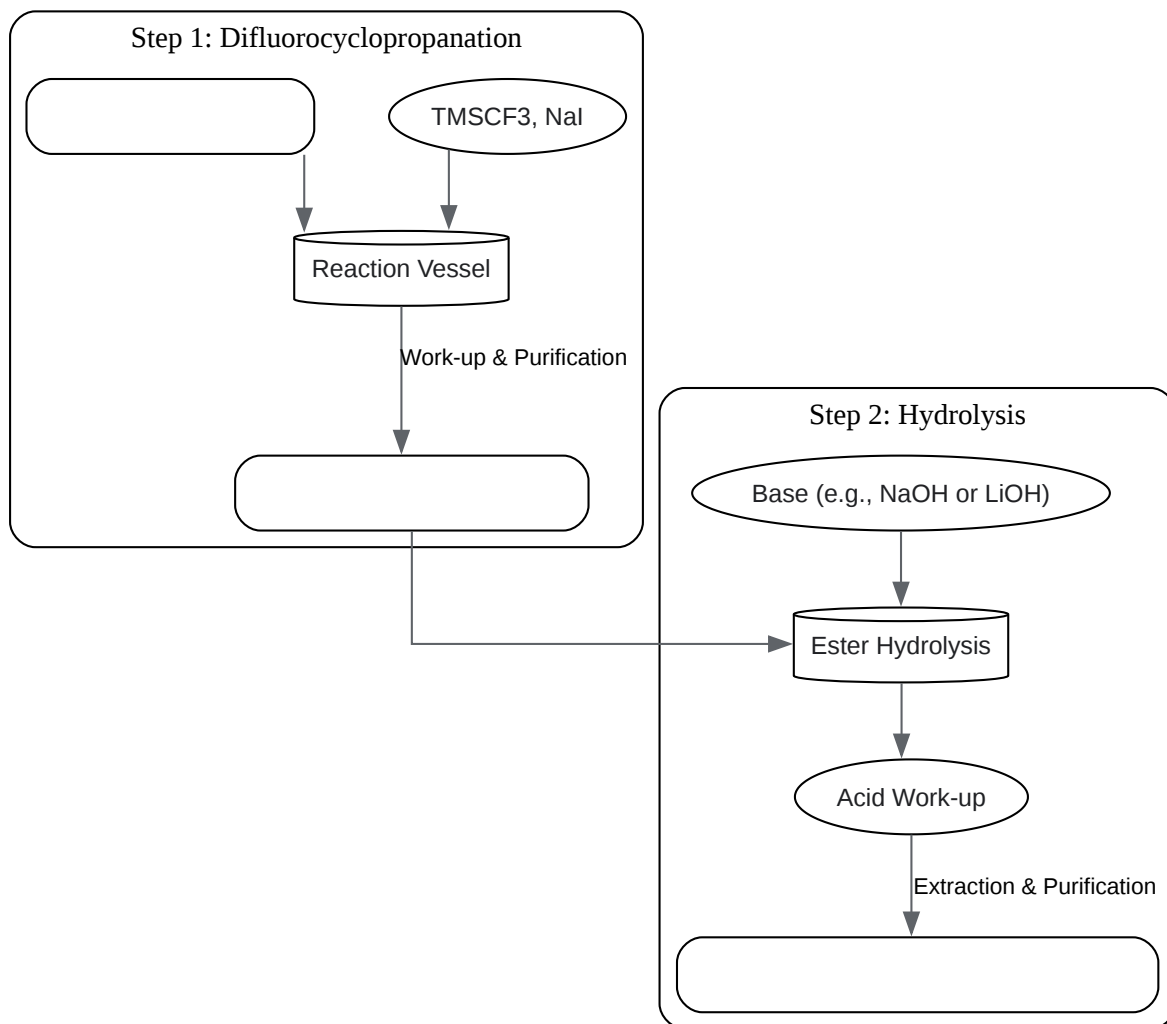 Step 1: Difluorocyclopropanation
TMSCF3, NaI
Reaction Vessel
Work-up & Purification
Step 2: Hydrolysis
Base (e.g., NaOH or LiOH)
Ester Hydrolysis
Acid Work-up
Extraction & Purification